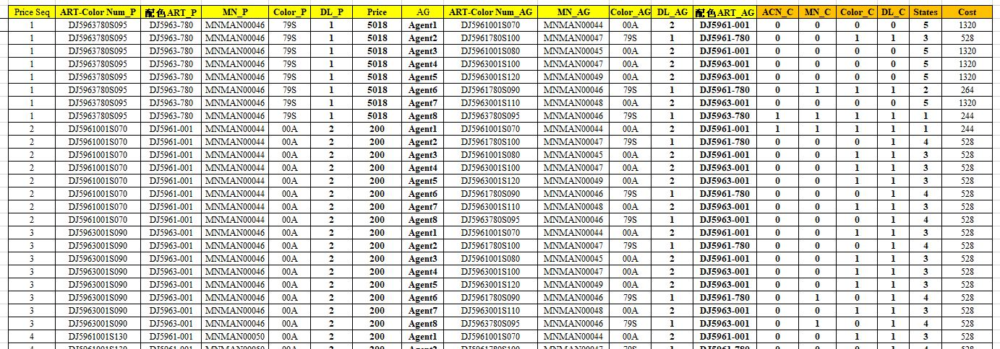 Price Seq ART-Color Num_P 配色ART_P MN_P Color_P DL_P Price AG ART-Color Num_AG MN_AG Color_AG DL_AG 配色ART_AG ACN_C MN_C Color_C DL_C States Cost
1 DJ5963780S095 DJ5963-780 MNMAN00046 79S 1 5018 Agent1 DJ5961001S070 MNMAN00044 00A 2 DJ5961-001 0 0 0 0 5 1320
1 DJ5963780S095 DJ5963-780 MNMAN00046 79S 1 5018 Agent2 DJ5961780S100 MNMAN00047 79S 1 DJ5961-780 0 0 1 1 3 528
1 DJ5963780S095 DJ5963-780 MNMAN00046 79S 1 5018 Agent3 DJ5961001S080 MNMAN00045 00A 2 DJ5961-001 0 0 0 0 5 1320
1 DJ5963780S095 DJ5963-780 MNMAN00046 79S 1 5018 Agent4 DJ5963001S100 MNMAN00047 00A 2 DJ5963-001 0 0 0 0 5 1320
1 DJ5963780S095 DJ5963-780 MNMAN00046 79S 1 5018 Agent5 DJ5963001S120 MNMAN00049 00A 2 DJ5963-001 0 0 0 0 5 1320
1 DJ5963780S095 DJ5963-780 MNMAN00046 79S 1 5018 Agent6 DJ5961780S090 MNMAN00046 79S 1 DJ5961-780 0 1 1 1 2 264
1 DJ5963780S095 DJ5963-780 MNMAN00046 79S 1 5018 Agent7 DJ5963001S110 MNMAN00048 00A 2 DJ5963-001 0 0 0 0 5 1320
1 DJ5963780S095 DJ5963-780 MNMAN00046 79S 1 5018 Agent8 DJ5963780S095 MNMAN00046 79S 1 DJ5963-780 1 1 1 1 1 244
2 DJ5961001S070 DJ5961-001 MNMAN00044 00A 2 200 Agent1 DJ5961001S070 MNMAN00044 00A 2 DJ5961-001 1 1 1 1 1 244
2 DJ5961001S070 DJ5961-001 MNMAN00044 00A 2 200 Agent2 DJ5961780S100 MNMAN00047 79S 1 DJ5961-780 0 0 0 1 4 528
2 DJ5961001S070 DJ5961-001 MNMAN00044 00A 2 200 Agent3 DJ5961001S080 MNMAN00045 00A 2 DJ5961-001 0 0 1 1 3 528
2 DJ5961001S070 DJ5961-001 MNMAN00044 00A 2 200 Agent4 DJ5963001S100 MNMAN00047 00A 2 DJ5963-001 0 0 1 1 3 528
2 DJ5961001S070 DJ5961-001 MNMAN00044 00A 2 200 Agent5 DJ5963001S120 MNMAN00049 00A 2 DJ5963-001 0 0 1 1 3 528
2 DJ5961001S070 DJ5961-001 MNMAN00044 00A 2 200 Agent6 DJ5961780S090 MNMAN00046 79S 1 DJ5961-780 0 0 0 1 4 528
2 DJ5961001S070 DJ5961-001 MNMAN00044 00A 2 200 Agent7 DJ5963001S110 MNMAN00048 00A 2 DJ5963-001 0 0 1 1 3 528
2 DJ5961001S070 DJ5961-001 MNMAN00044 00A 2 200 Agent8 DJ5963780S095 MNMAN00046 79S 1 DJ5963-001 0 0 0 1 4 528
3 DJ5963001S090 DJ5963-001 MNMAN00046 00A 2 200 Agent1 DJ5961001S070 MNMAN00044 00A 2 DJ5961-001 0 0 1 1 3 528
3 DJ5963001S090 DJ5963-001 MNMAN00046 00A 2 200 Agent2 DJ5961780S100 MNMAN00047 79S 1 DJ5961-780 0 0 0 1 4 528
3 DJ5963001S090 DJ5963-001 MNMAN00046 00A 2 200 Agent3 DJ5961001S080 MNMAN00045 00A 2 DJ5961-001 0 0 1 1 3 528
3 DJ5963001S090 DJ5963-001 MNMAN00046 00A 2 200 Agent4 DJ5963001S100 MNMAN00047 00A 2 DJ5963-001 0 0 1 1 3 528
3 DJ5963001S090 DJ5963-001 MNMAN00046 00A 2 200 Agent5 DJ5963001S120 MNMAN00049 00A 2 DJ5963-001 0 0 1 1 3 528
3 DJ5963001S090 DJ5963-001 MNMAN00046 00A 2 200 Agent6 DJ5961780S090 MNMAN00046 79S 1 DJ5961-780 0 1 0 1 4 528
3 DJ5963001S090 DJ5963-001 MNMAN00046 00A 2 200 Agent7 DJ5963001S110 MNMAN00048 00A 2 DJ5963-001 0 0 1 1 3 528
3 DJ5963001S090 DJ5963-001 MNMAN00046 00A 2 200 Agent8 DJ5963780S095 MNMAN00046 79S 1 DJ5963-001 0 1 0 1 4 528
4 DJ5961001S130 DJ5961-001 MNMAN00050 00A 2 200 Agent1 DJ5961001S070 MNMAN00044 00A 2 DJ5961-001 0 0 1 1 3 528